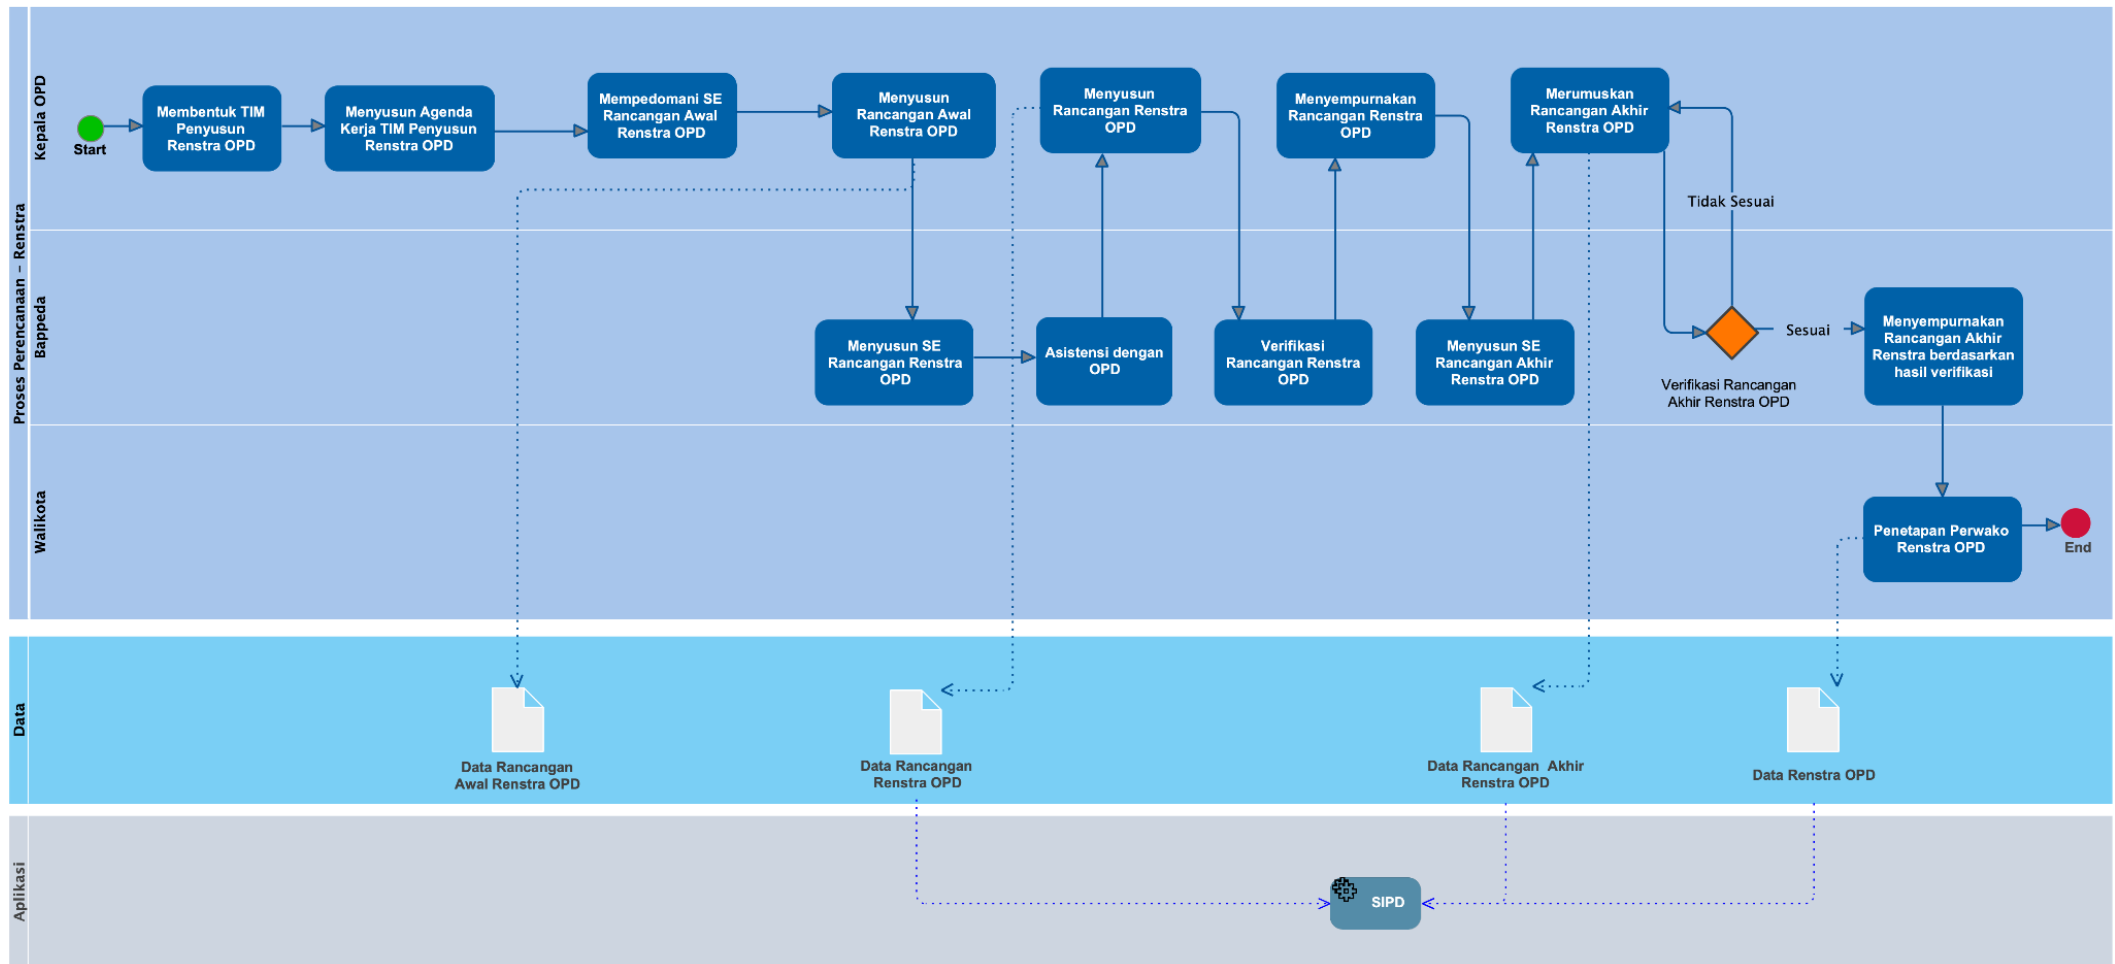 Proses Perencanaan – Renstra
Kepala OPD
Start
Membentuk TIM
Penyusun
Renstra OPD
Menyusun Agenda
Kerja TIM Penyusun
Renstra OPD
Mempedomani SE
Rancangan Awal
Renstra OPD
Menyusun
Rancangan Awal
Renstra OPD
Menyusun
Rancangan Renstra
OPD
Menyempurnakan
Rancangan Renstra
OPD
Merumuskan
Rancangan Akhir
Renstra OPD
Tidak Sesuai
Bappeda
Menyusun SE
Rancangan Renstra
OPD
Asistensi dengan
OPD
Verifikasi
Rancangan Renstra
OPD
Menyusun SE
Rancangan Akhir
Renstra OPD
Verifikasi Rancangan
Akhir Renstra OPD
Sesuai
Menyempurnakan
Rancangan Akhir
Renstra berdasarkan
hasil verifikasi
Walikota
Penetapan Perwako
Renstra OPD
End
Data
Data Rancangan
Awal Renstra OPD
Data Rancangan
Renstra OPD
Data Rancangan  Akhir
Renstra OPD
Data Renstra OPD
Aplikasi
SIPD